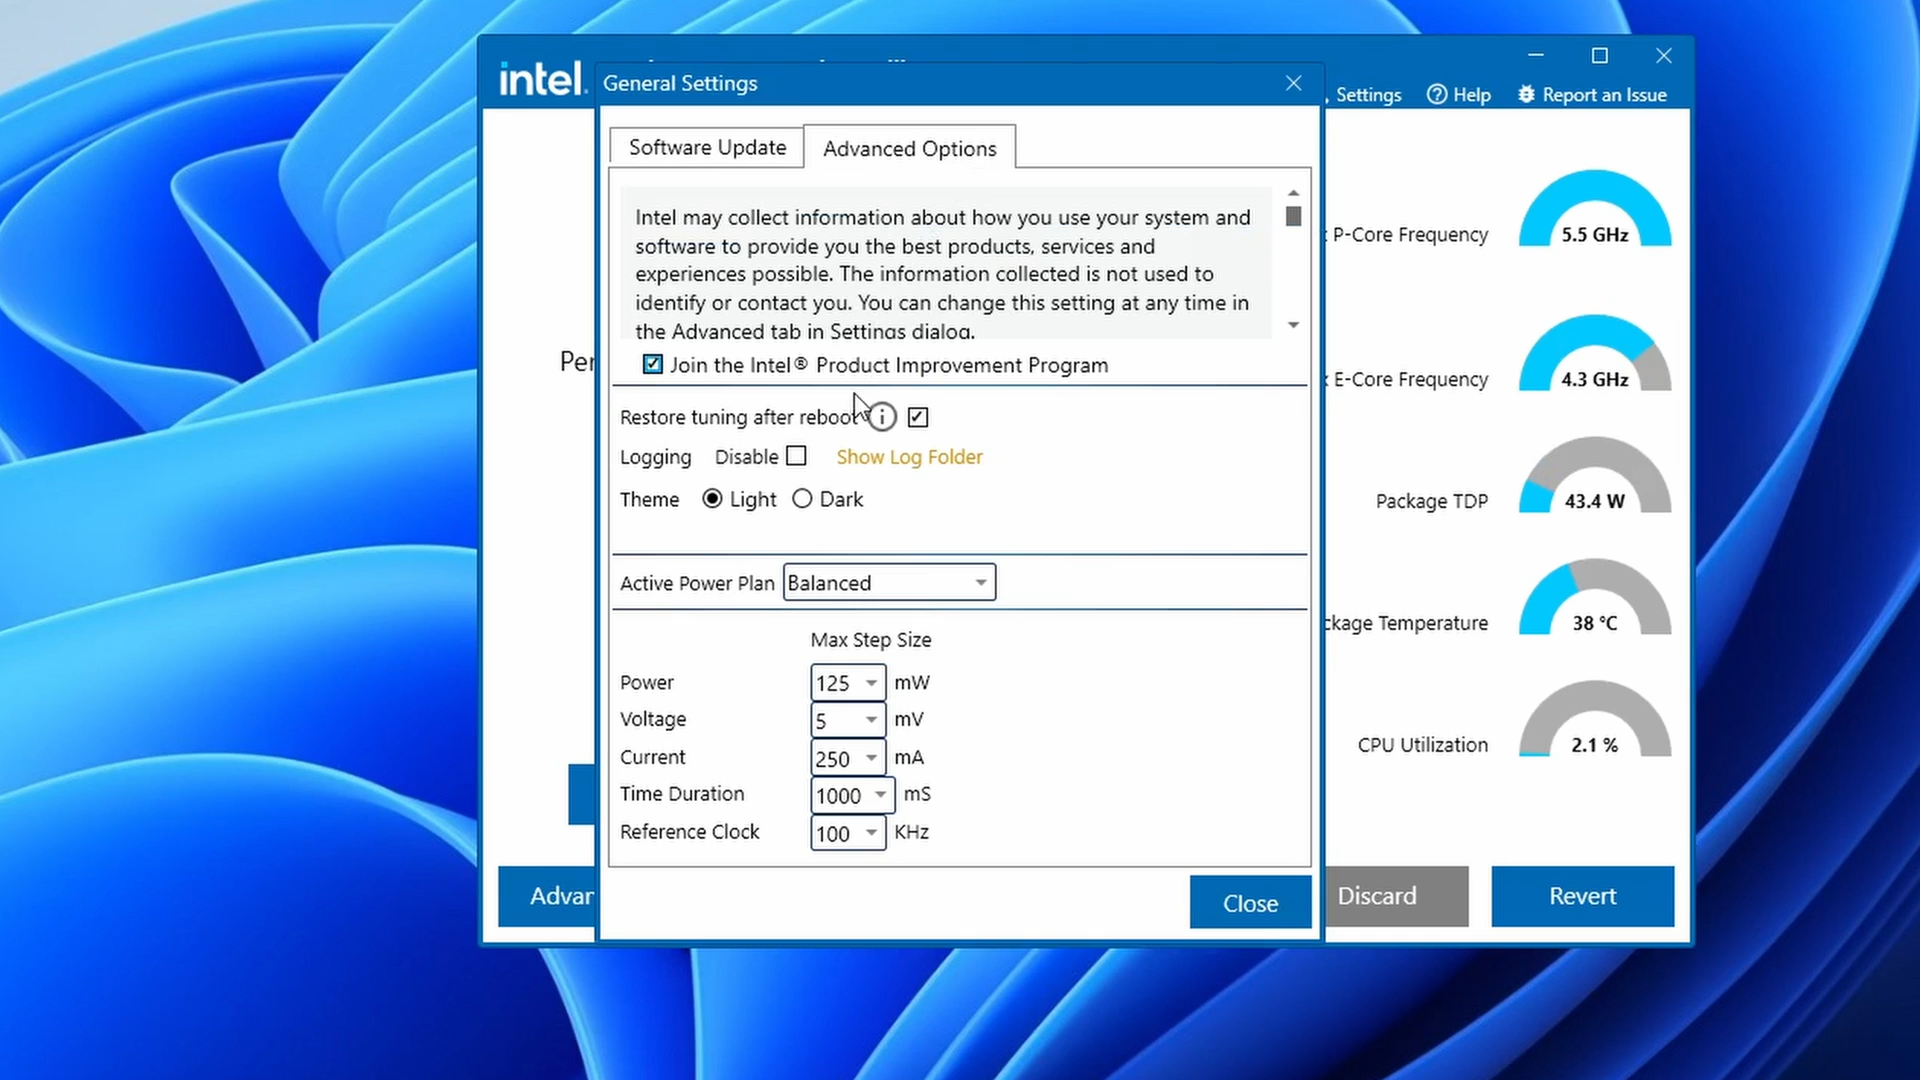 intel.
General Settings
Settings
Help
Report an Issue
Software Update
Advanced Options
Intel may collect information about how you use your system and
software to provide you the best products, services and
experiences possible. The information collected is not used to
identify or contact you. You can change this setting at any time in
the Advanced tab in Settings dialog.
Join the Intel® Product Improvement Program
Restore tuning after reboot
Logging Disable Show Log Folder
Theme Light Dark
Active Power Plan Balanced
Max Step Size
Power 125 mW
Voltage 5 mV
Current 250 mA
Time Duration 1000 mS
Reference Clock 100 KHz
Close
Per
Advan
P-Core Frequency 5.5 GHz
E-Core Frequency 4.3 GHz
Package TDP 43.4 W
ckage Temperature 38 °C
CPU Utilization 2.1 %
Discard
Revert